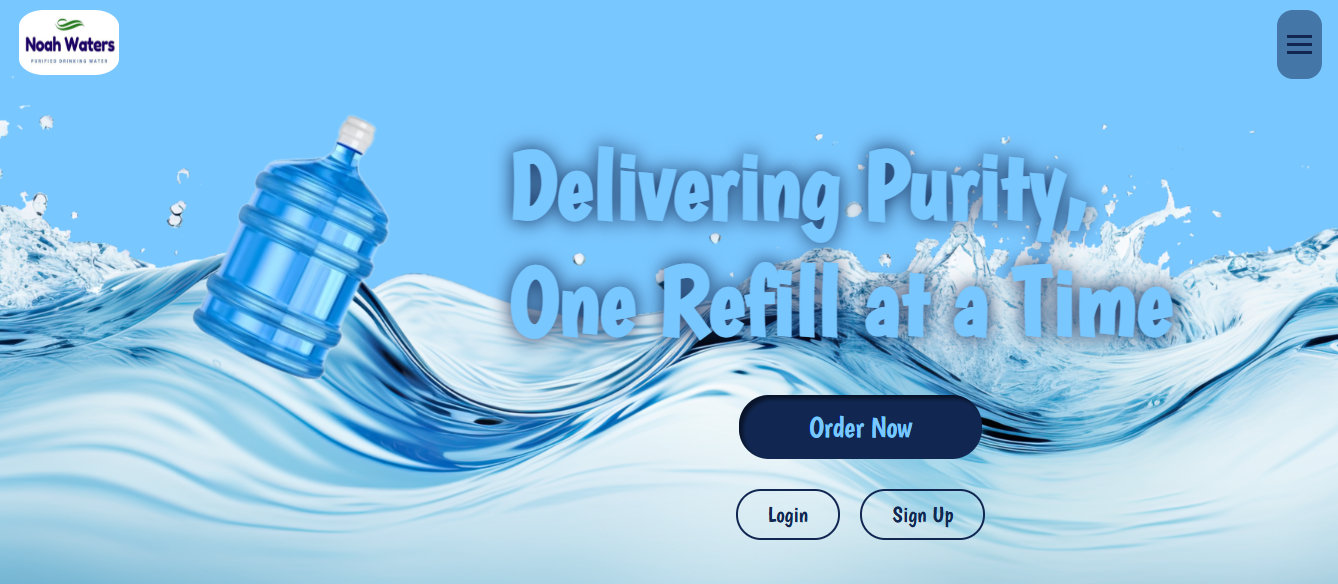 Noah Waters
PURIFIED DRINKING WATER
Delivering Purity,
One Refill at a Time
Order Now
Login
Sign Up